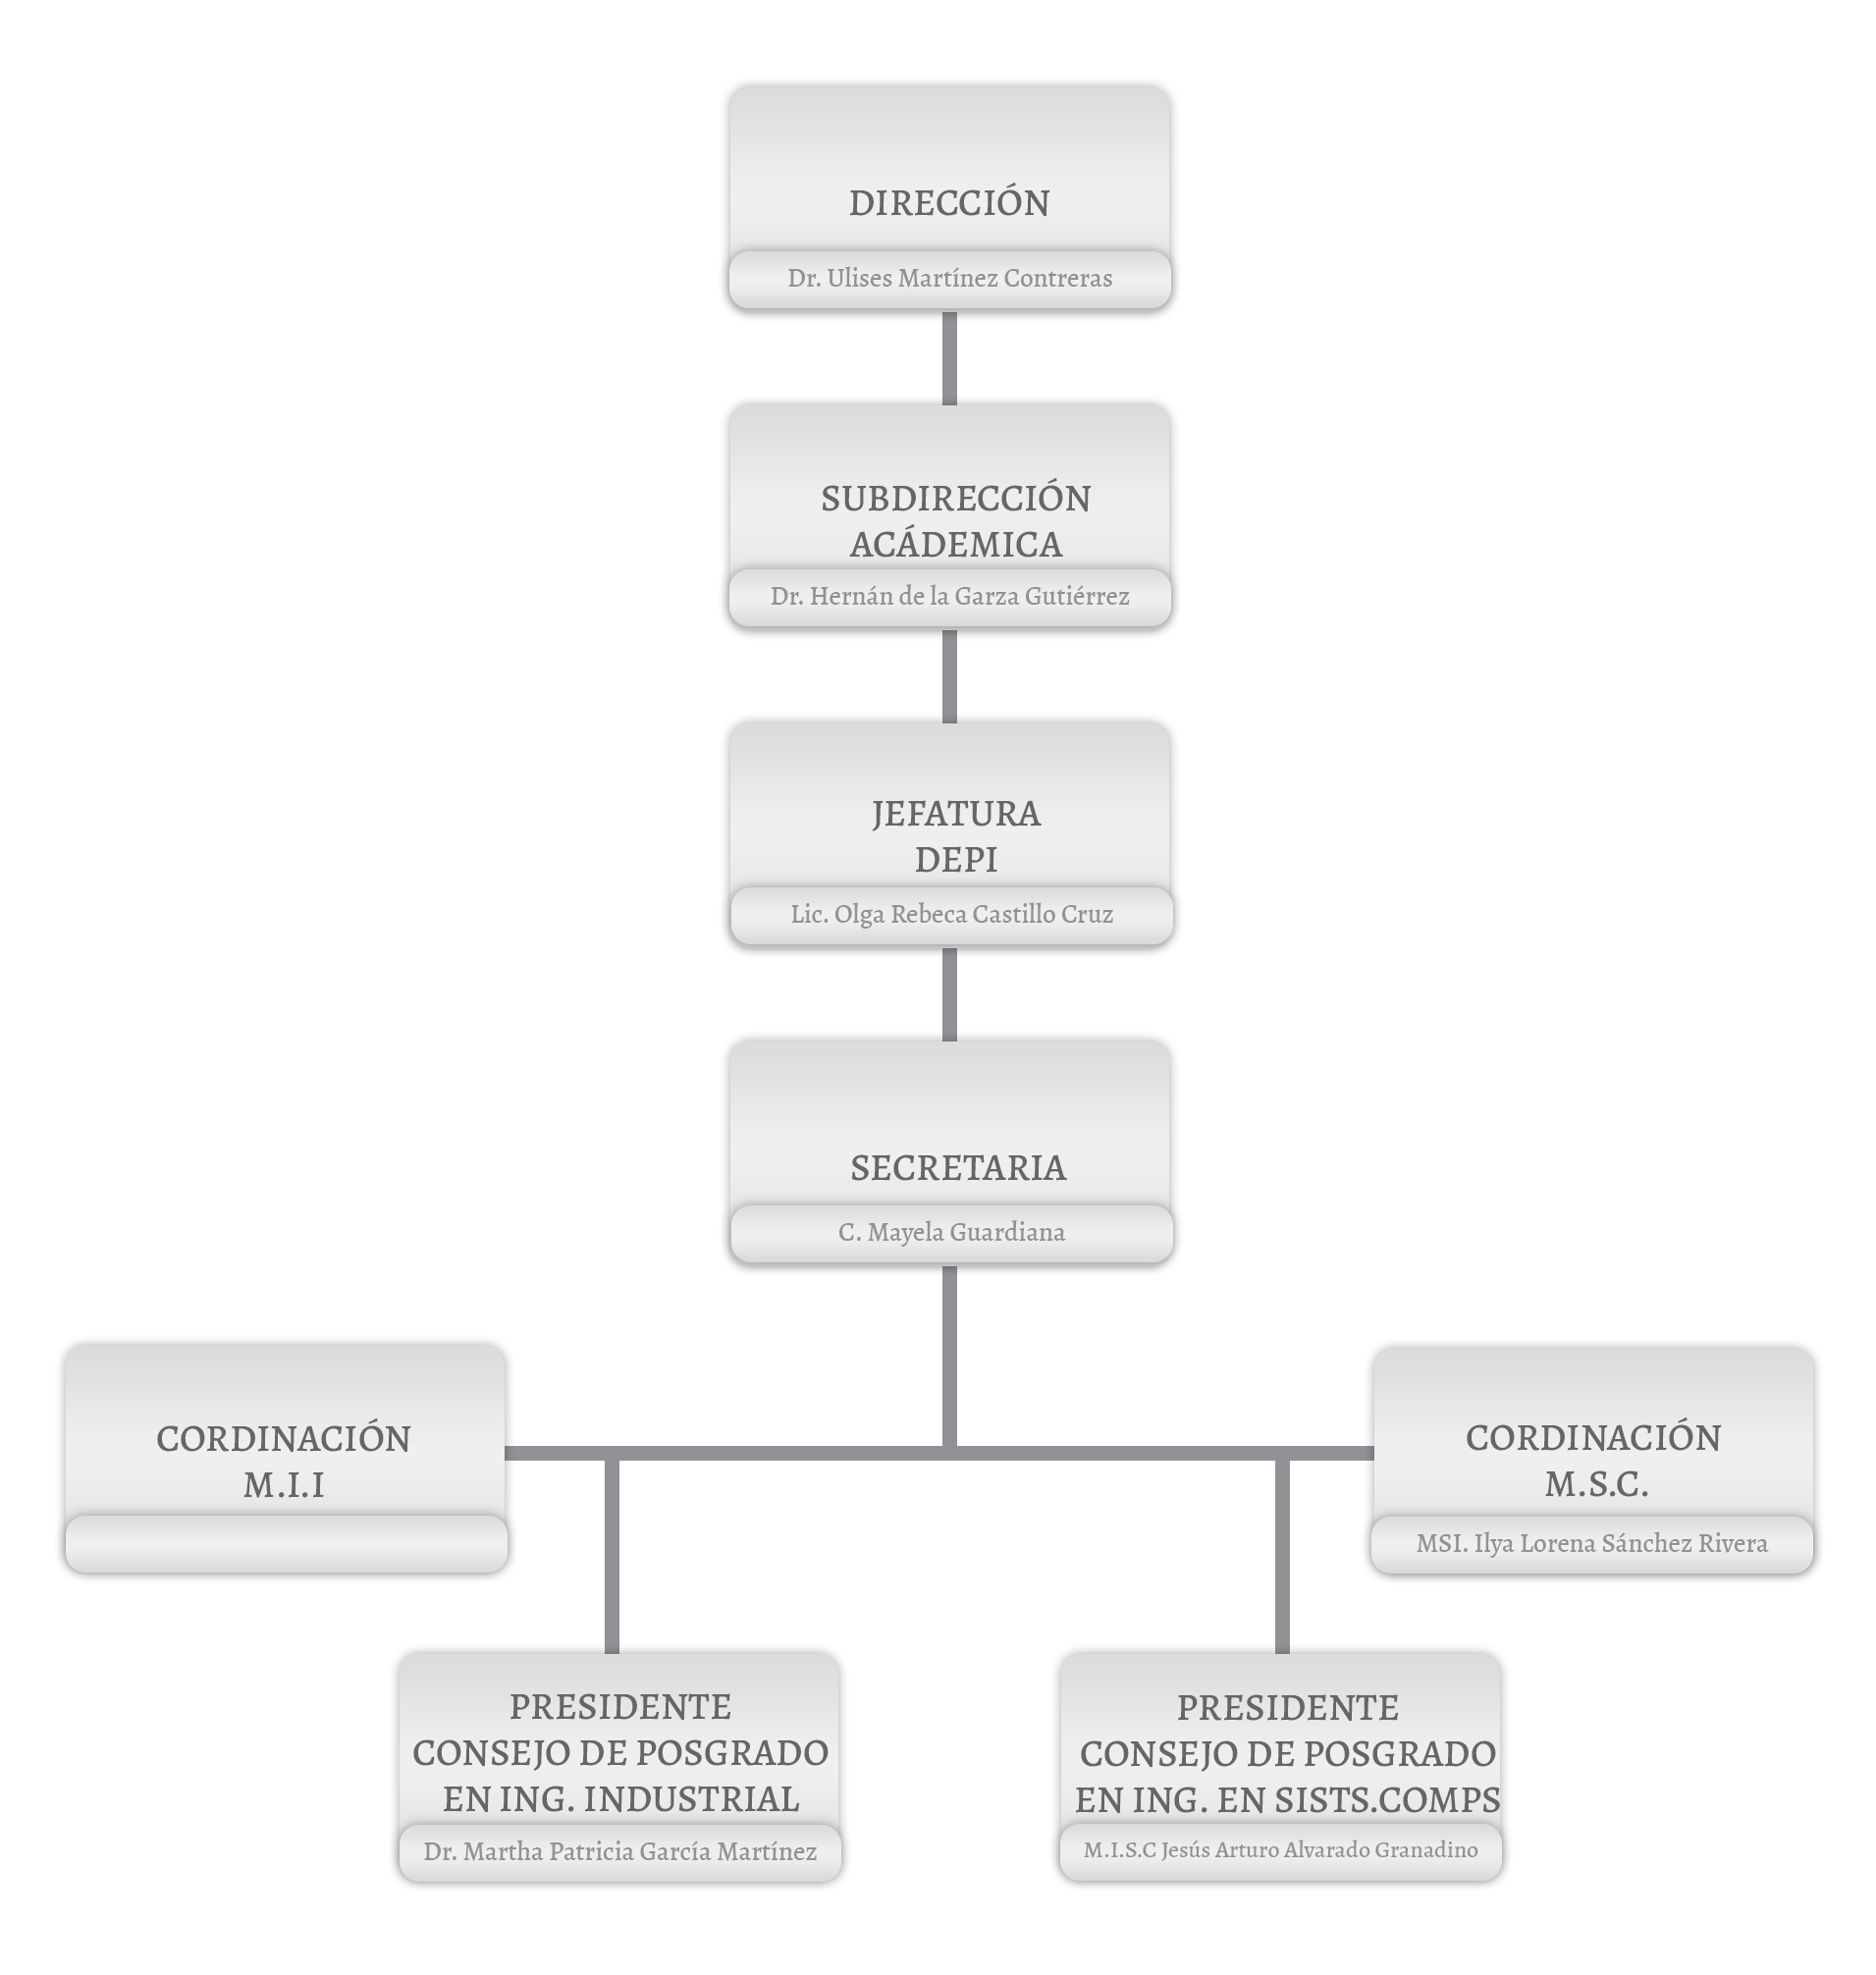 DIRECCIÓN
Dr. Ulises Martínez Contreras
SUBDIRECCIÓN
ACÁDEMICA
Dr. Hernán de la Garza Gutiérrez
JEFATURA
DEPI
Lic. Olga Rebeca Castillo Cruz
SECRETARIA
C. Mayela Guardiana
CORDINACIÓN
M.I.I
CORDINACIÓN
M.S.C.
MSI. Ilya Lorena Sánchez Rivera
PRESIDENTE
CONSEJO DE POSGRADO
EN ING. INDUSTRIAL
Dr. Martha Patricia García Martínez
PRESIDENTE
CONSEJO DE POSGRADO
EN ING. EN SISTS.COMPS
M.I.S.C Jesús Arturo Alvarado Granadino